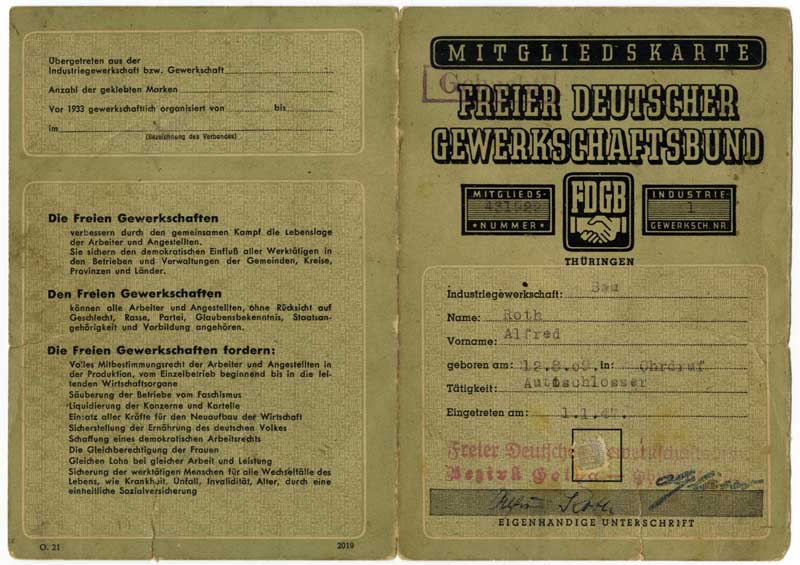 Übergetreten aus der
Industriegewerkschaft bzw. Gewerkschaft
Anzahl der geklebten Marken
Vor 1933 gewerkschaftlich organisiert von bis
im
(Bezeichnung des Verbandes)
Die Freien Gewerkschaften
verbessern durch den gemeinsamen Kampf die Lebenslage
der Arbeiter und Angestellten.
Sie sichern den demokratischen Einfluß aller Werktätigen in
den Betrieben und Verwaltungen der Gemeinden, Kreise,
Provinzen und Länder.
Den Freien Gewerkschaften
können alle Arbeiter und Angestellten, ohne Rücksicht auf
Geschlecht, Rasse, Partei, Glaubensbekenntnis, Staatsan-
gehörigkeit und Vorbildung angehören.
Die Freien Gewerkschaften fordern:
Volles Mitbestimmungsrecht der Arbeiter und Angestellten in
der Produktion, vom Einzelbetrieb beginnend bis in die lei-
tenden Wirtschaftsorgane
Säuberung der Betriebe vom Faschismus
Liquidierung der Konzerne und Kartelle
Einsatz aller Kräfte für den Neuaufbau der Wirtschaft
Sicherstellung der Ernährung des deutschen Volkes
Schaffung eines demokratischen Arbeitsrechts
Die Gleichberechtigung der Frauen
Gleichen Lohn bei gleicher Arbeit und Leistung
Sicherung der werktätigen Menschen für alle Wechselfälle des
Lebens, wie Krankheit, Unfall, Invalidität, Alter, durch eine
einheitliche Sozialversicherung
O. 21 2019
MITGLIEDSKARTE
FREIER DEUTSCHER
GEWERKSCHAFTSBUND
MITGLIEDS-
NUMMER
FDGB
INDUSTRIE-
1
GEWERKSCH.NR.
THÜRINGEN
Industriegewerkschaft: Bau
Name: Roth
Vorname: Alfred
geboren am: 12.8.09. in: Ohrdruf
Tätigkeit: Autoschlosser
Eingetreten am: 1.1.47.
Freier Deutscher Gewerkschaftsbund
Bezirk
Alfred Roth
EIGENHÄNDIGE UNTERSCHRIFT